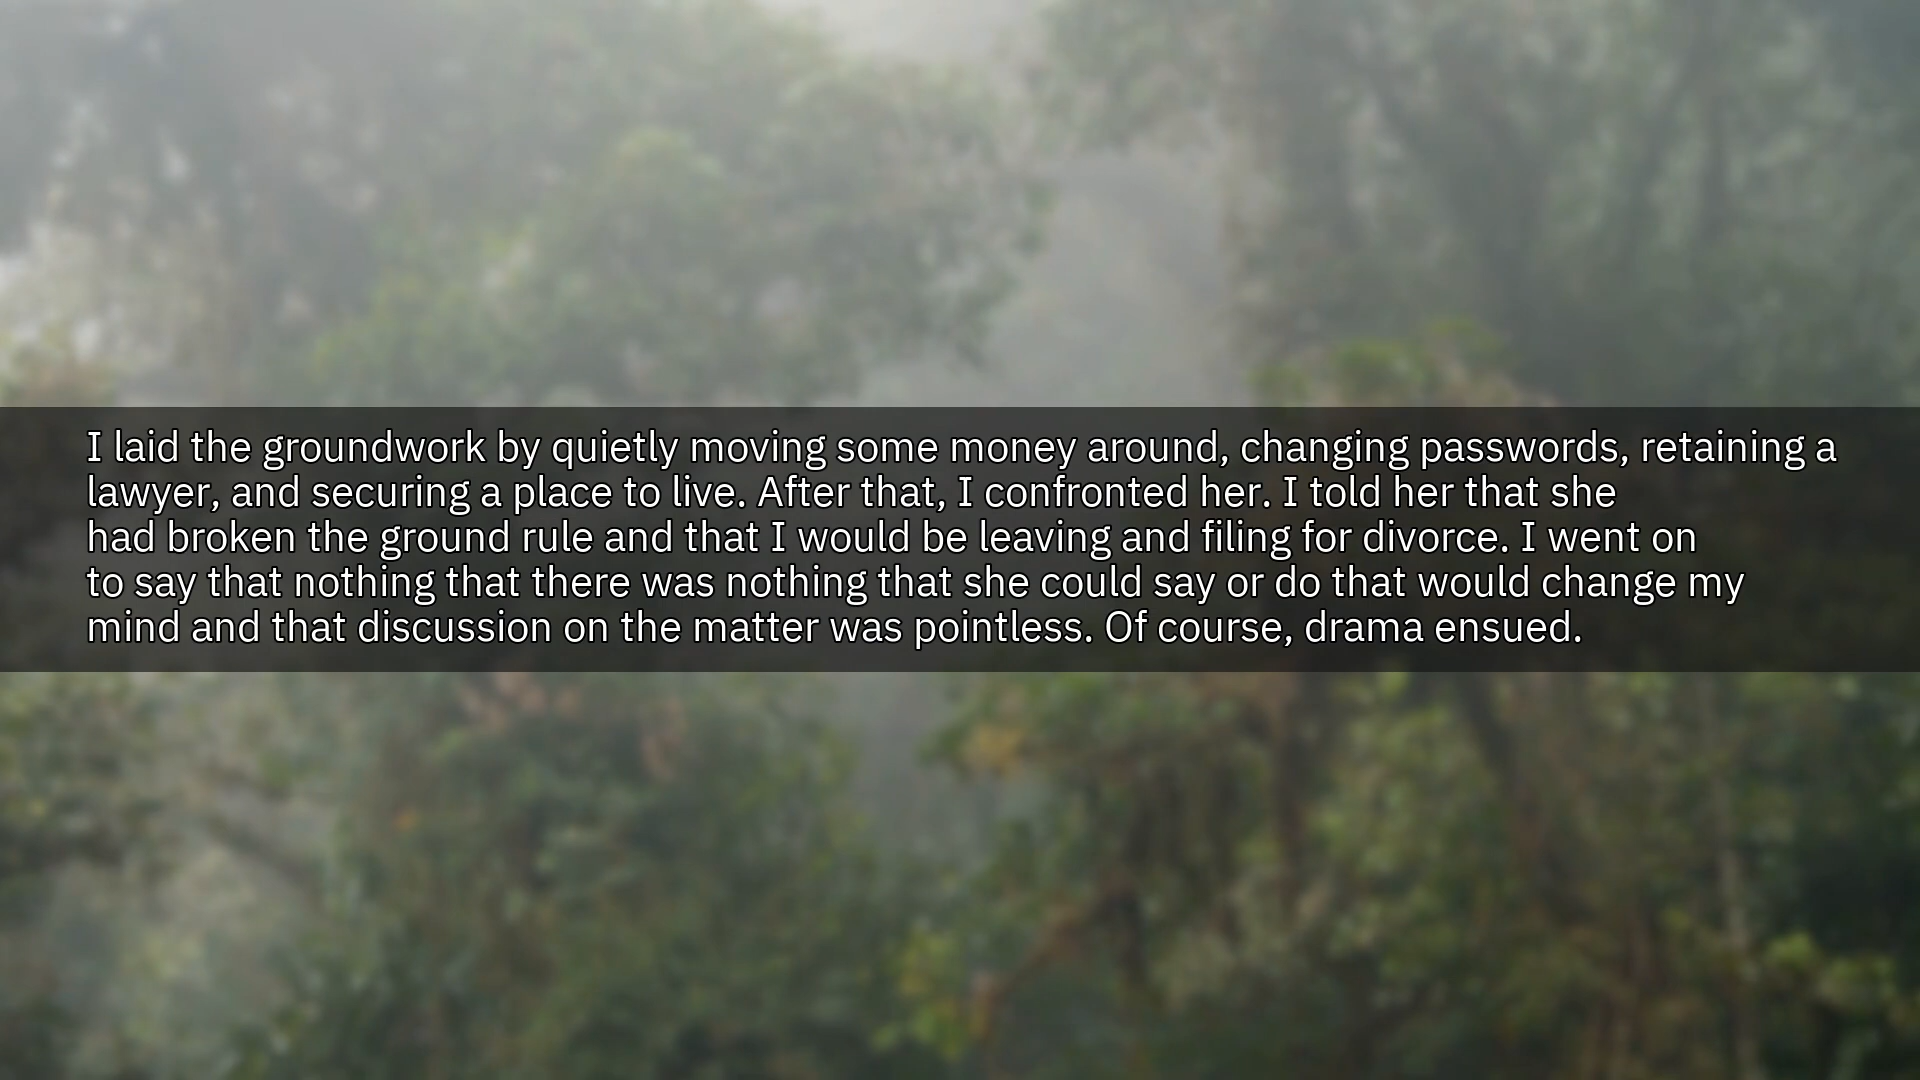 I laid the groundwork by quietly moving some money around, changing passwords, retaining a
lawyer, and securing a place to live. After that, I confronted her. I told her that she
had broken the ground rule and that I would be leaving and filing for divorce. I went on
to say that nothing that there was nothing that she could say or do that would change my
mind and that discussion on the matter was pointless. Of course, drama ensued.